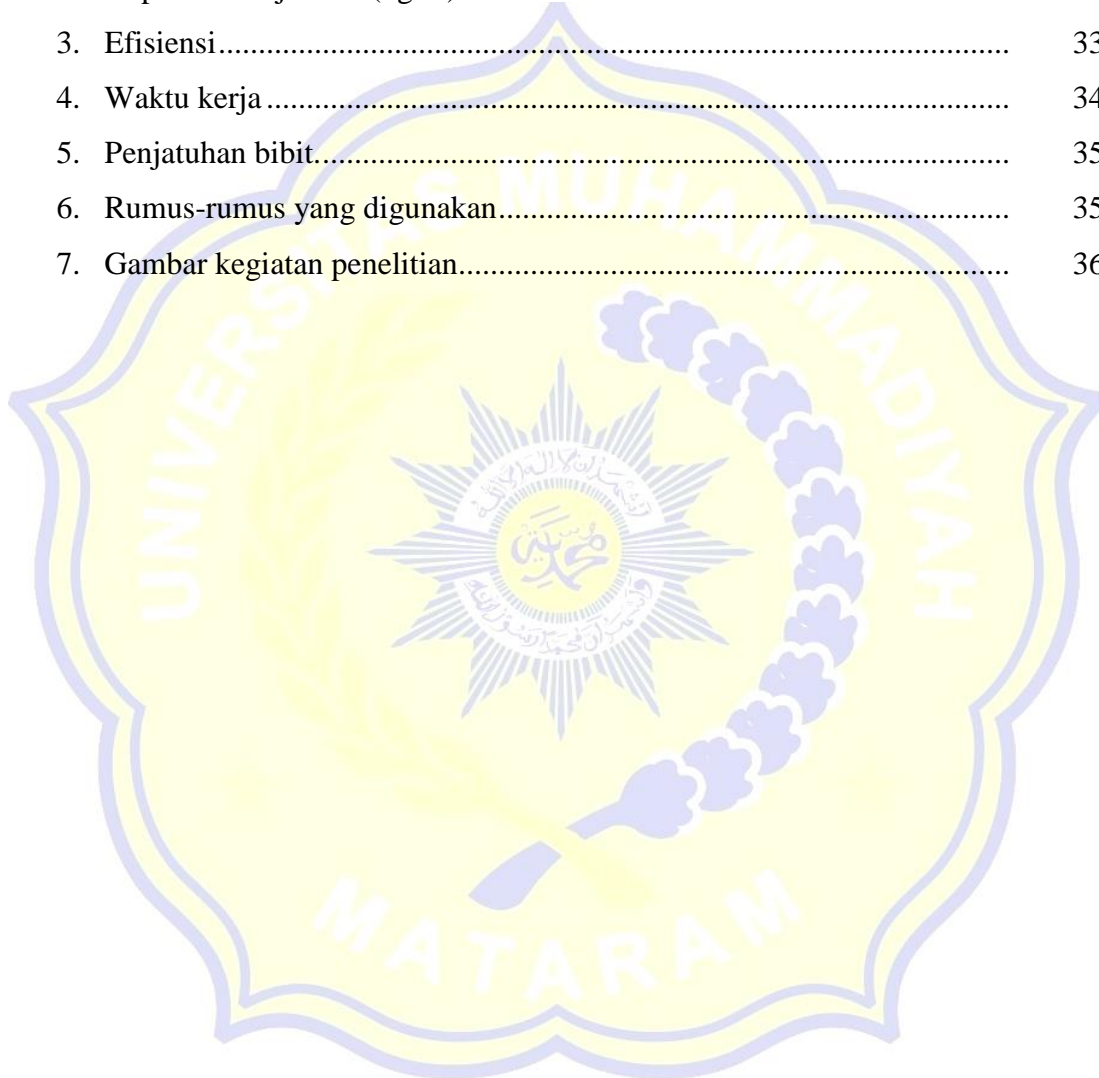 3. Efisiensi................................................................................................... 33
4. Waktu kerja............................................................................................. 34
5. Penjatuhan bibit....................................................................................... 35
6. Rumus-rumus yang digunakan................................................................ 35
7. Gambar kegiatan penelitian..................................................................... 36
UNIVERSITAS MUHAMMADIYAH
MATARAM